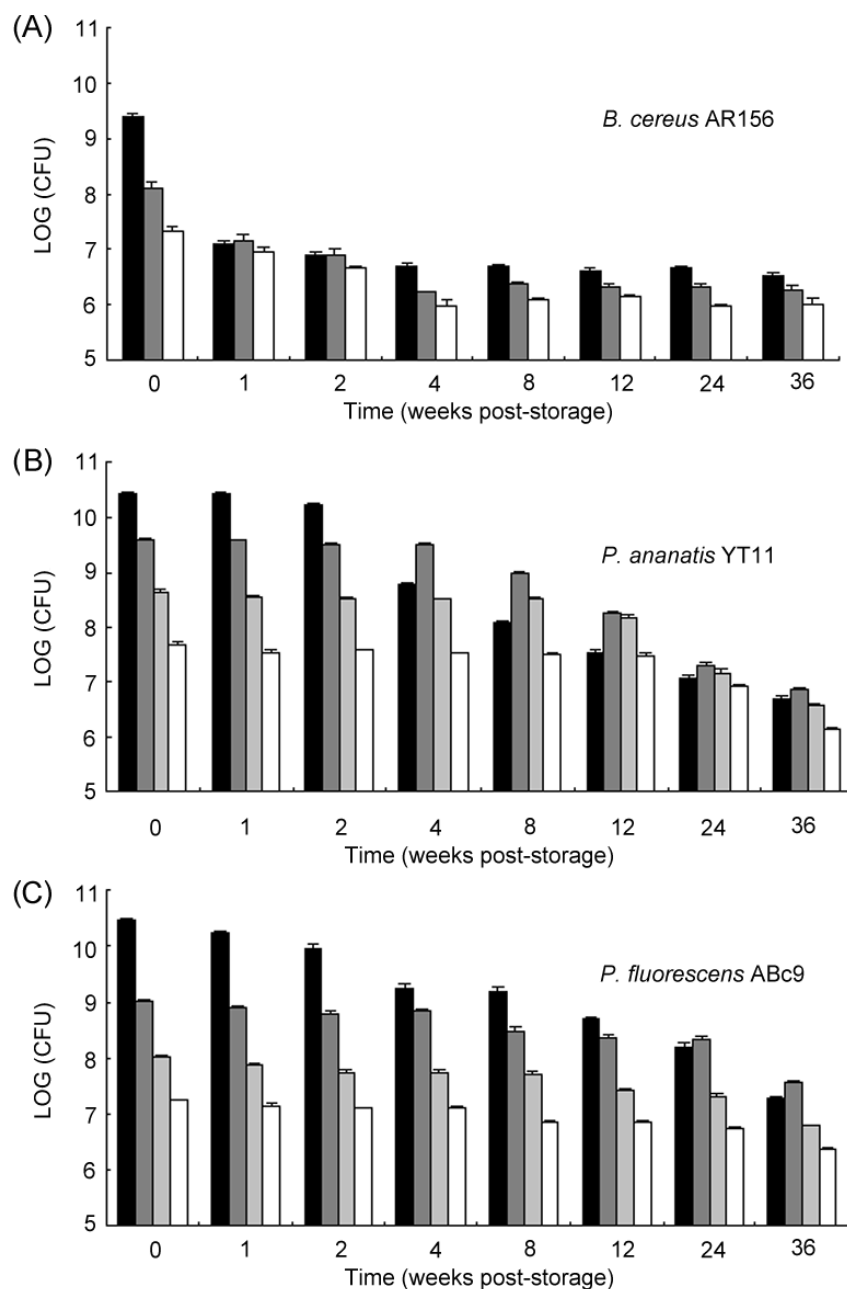 (A)
11
10
9
8
7
6
5
LOG (CFU)
B. cereus AR156
0 1 2 4 8 12 24 36
Time (weeks post-storage)
(B)
11
10
9
8
7
6
5
LOG (CFU)
P. ananatis YT11
0 1 2 4 8 12 24 36
Time (weeks post-storage)
(C)
11
10
9
8
7
6
5
LOG (CFU)
P. fluorescens ABc9
0 1 2 4 8 12 24 36
Time (weeks post-storage)